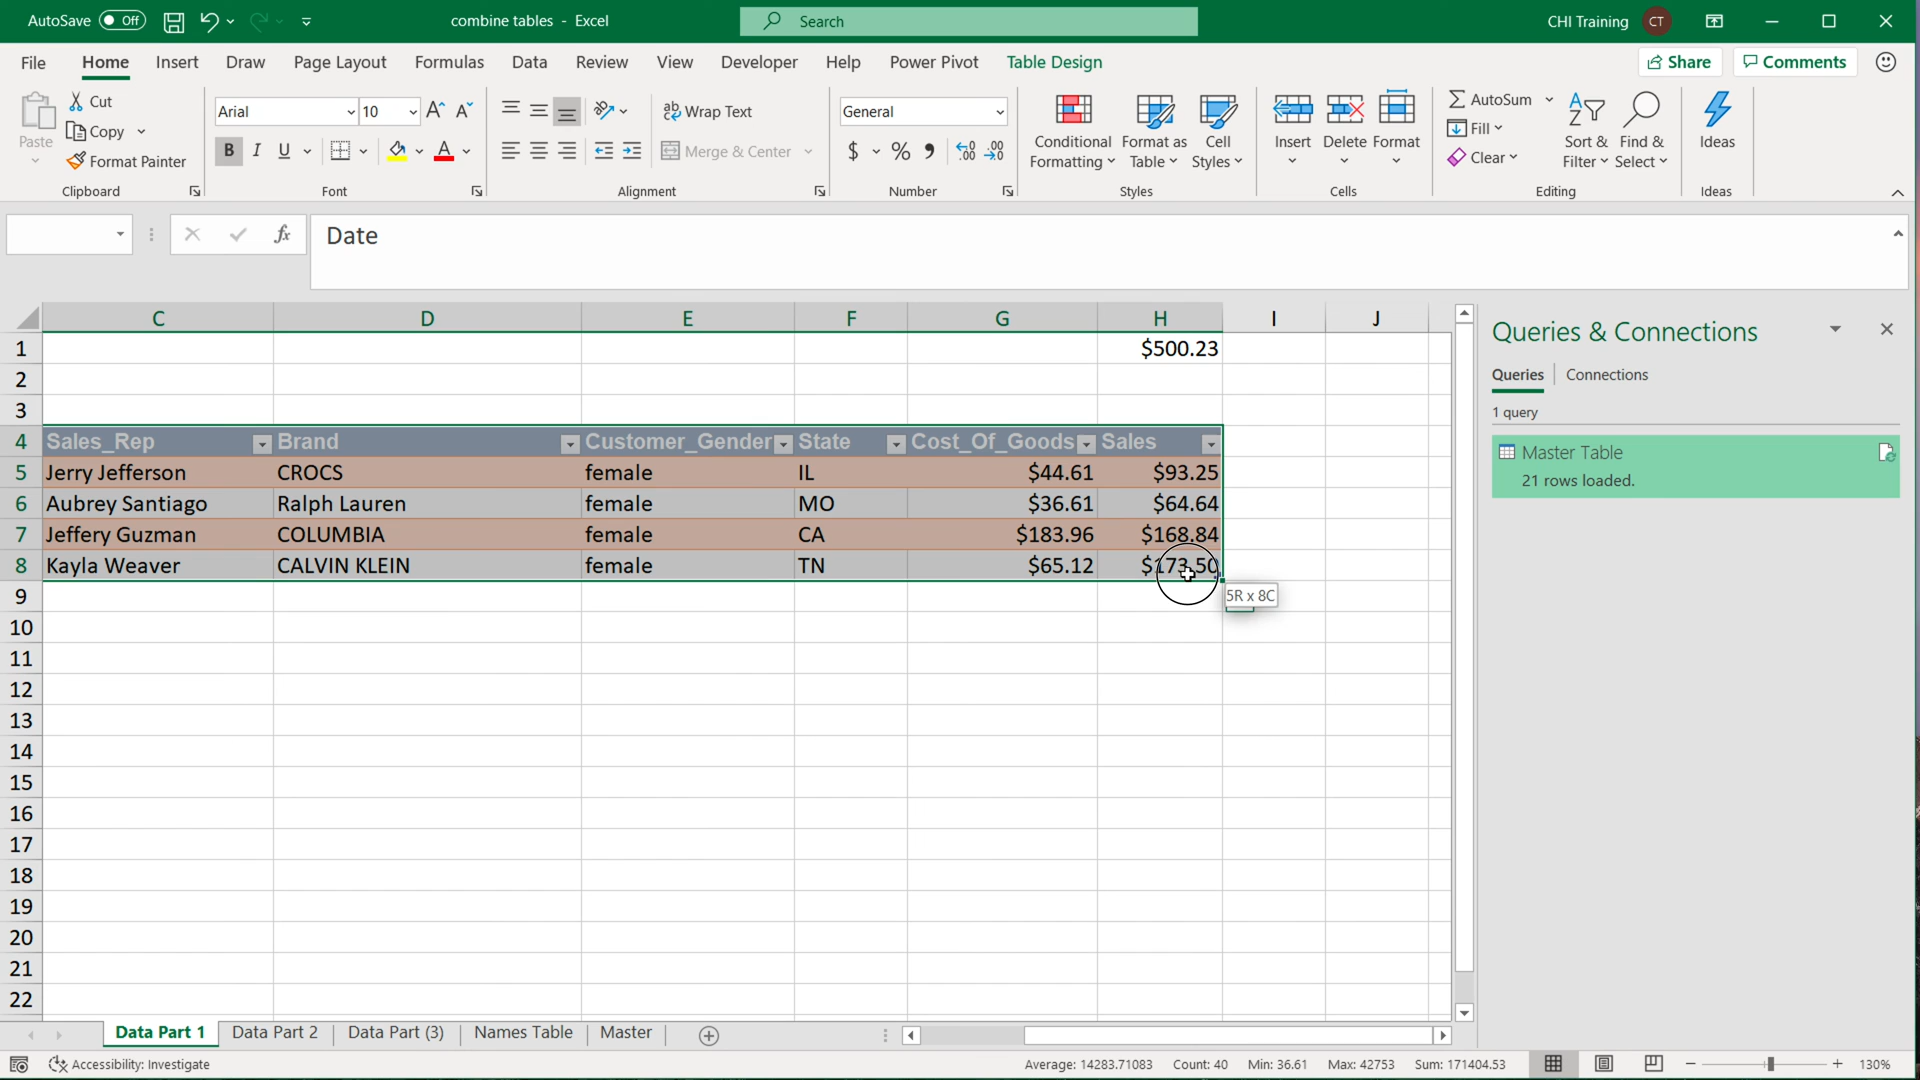 AutoSave Off combine tables - Excel Search CHI Training CT
File Home Insert Draw Page Layout Formulas Data Review View Developer Help Power Pivot Table Design Share Comments
Paste
Cut
Copy
Format Painter
Clipboard
Arial 10
B I U A
Font
Wrap Text
Merge & Center
Alignment
General
$ % 9
Number
Conditional Formatting
Format as Table
Cell Styles
Styles
Insert Delete Format
Cells
AutoSum
Fill
Clear
Sort & Filter
Find & Select
Editing
Ideas
Ideas
fx Date
C D E F G H I J
1 $500.23
2
3
4 Sales_Rep Brand Customer_Gender State Cost_Of_Goods Sales
5 Jerry Jefferson CROCS female IL $44.61 $93.25
6 Aubrey Santiago Ralph Lauren female MO $36.61 $64.64
7 Jeffery Guzman COLUMBIA female CA $183.96 $168.84
8 Kayla Weaver CALVIN KLEIN female TN $65.12 $173.50
5R x 8C
9
10
11
12
13
14
15
16
17
18
19
20
21
22
Queries & Connections
Queries Connections
1 query
Master Table
21 rows loaded.
Data Part 1 Data Part 2 Data Part (3) Names Table Master
Accessibility: Investigate Average: 14283.71083 Count: 40 Min: 36.61 Max: 42753 Sum: 171404.53 130%